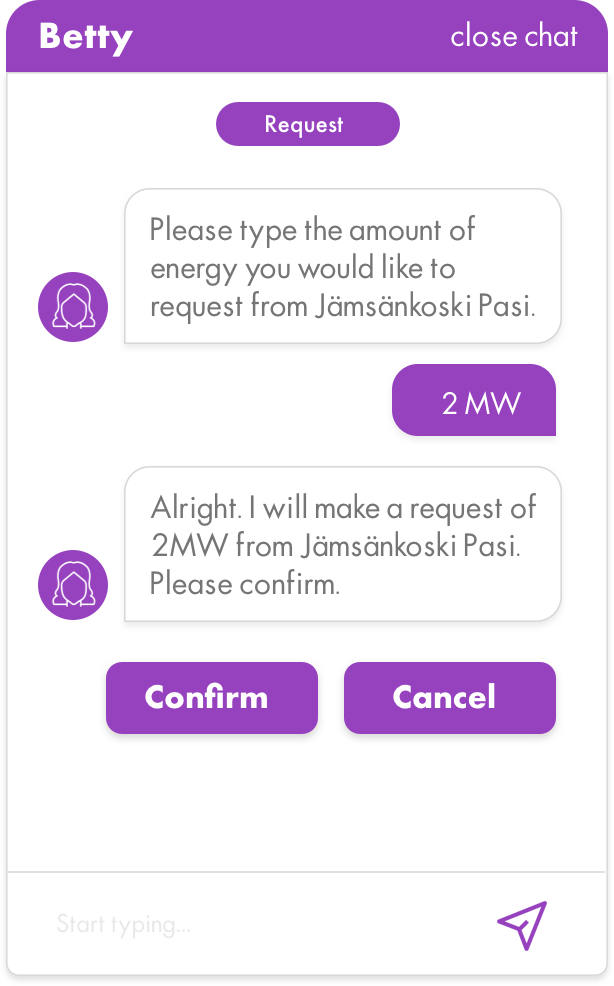 Betty
close chat
Request
Please type the amount of
energy you would like to
request from Jämsänkoski Pasi.
2 MW
Alright. I will make a request of
2MW from Jämsänkoski Pasi.
Please confirm.
Confirm
Cancel
Start typing...